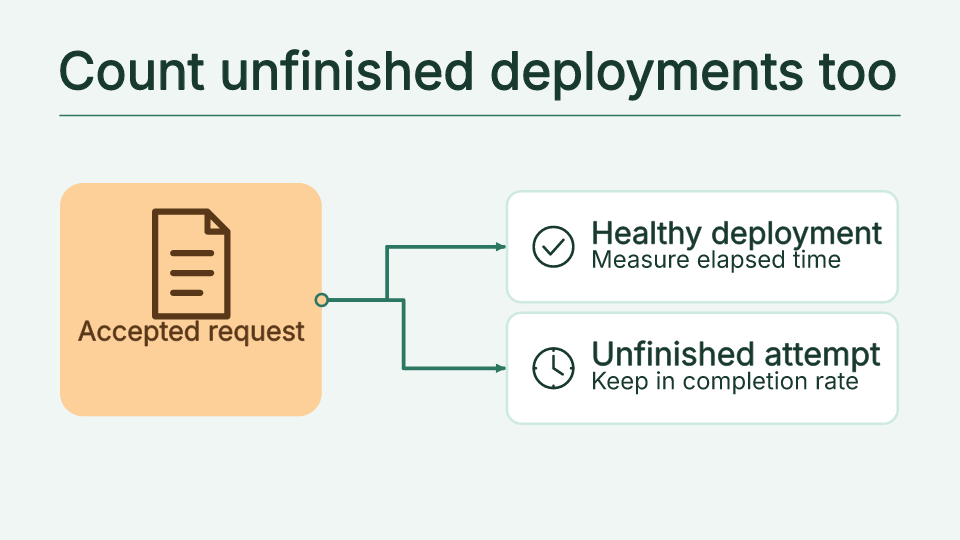 Count unfinished deployments too
Accepted request
Healthy deployment
Measure elapsed time
Unfinished attempt
Keep in completion rate